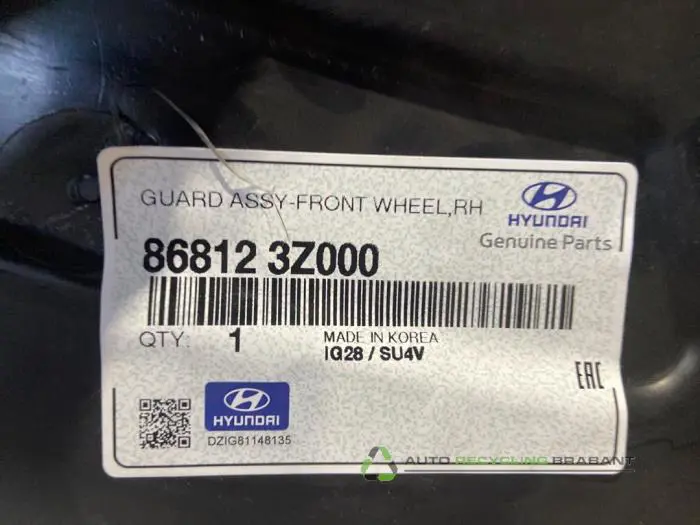 GUARD ASSY-FRONT WHEEL,RH
HYUNDAI
Genuine Parts
86812 3Z000
QTY: 1
MADE IN KOREA
IG28 / SU4V
EAC
HYUNDAI
DZIG81148135
AUTO RECYCLING BRABANT